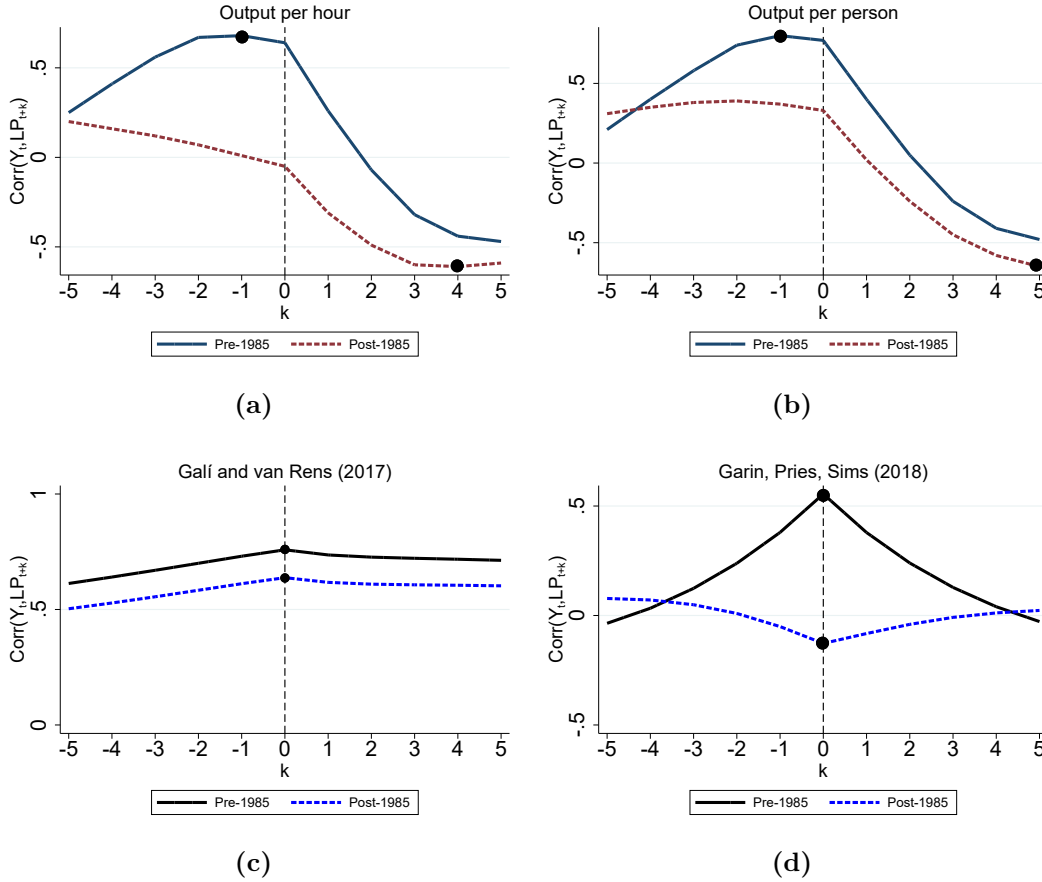 Output per hour
Corr(Y_t,LP_{t+k})
.5
0
-.5
-5 -4 -3 -2 -1 0 1 2 3 4 5
k
Pre-1985 Post-1985
(a)
Output per person
Corr(Y_t,LP_{t+k})
.5
0
-.5
-5 -4 -3 -2 -1 0 1 2 3 4 5
k
Pre-1985 Post-1985
(b)
Galí and van Rens (2017)
Corr(Y_t,LP_{t+k})
1
.5
0
-5 -4 -3 -2 -1 0 1 2 3 4 5
k
Pre-1985 Post-1985
(c)
Garin, Pries, Sims (2018)
Corr(Y_t,LP_{t+k})
.5
0
-.5
-5 -4 -3 -2 -1 0 1 2 3 4 5
k
Pre-1985 Post-1985
(d)